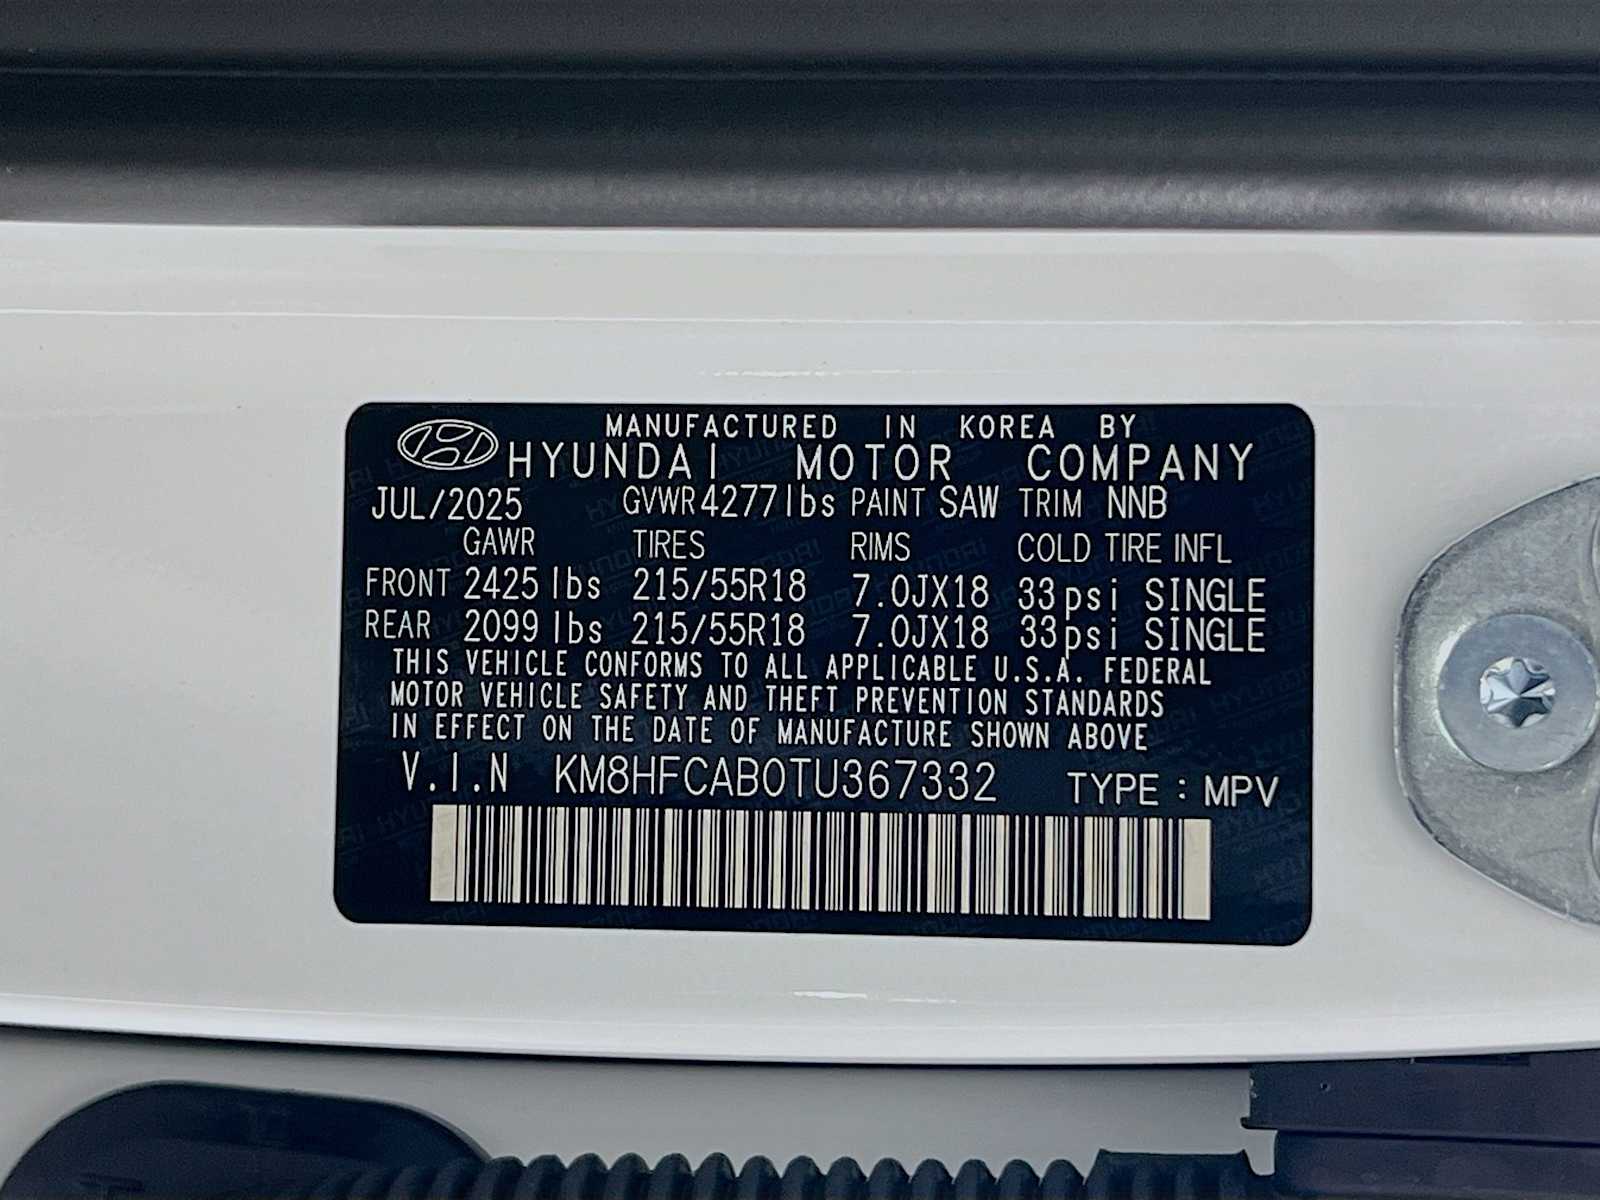 MANUFACTURED IN KOREA BY
HYUNDAI MOTOR COMPANY
JUL/2025 GVWR 4277lbs PAINT SAW TRIM NNB
GAWR TIRES RIMS COLD TIRE INFL
FRONT 2425 lbs 215/55R18 7.0JX18 33psi SINGLE
REAR 2099 lbs 215/55R18 7.0JX18 33psi SINGLE
THIS VEHICLE CONFORMS TO ALL APPLICABLE U.S.A. FEDERAL
MOTOR VEHICLE SAFETY AND THEFT PREVENTION STANDARDS
IN EFFECT ON THE DATE OF MANUFACTURE SHOWN ABOVE
V.I.N KM8HFCAB0TU367332 TYPE : MPV